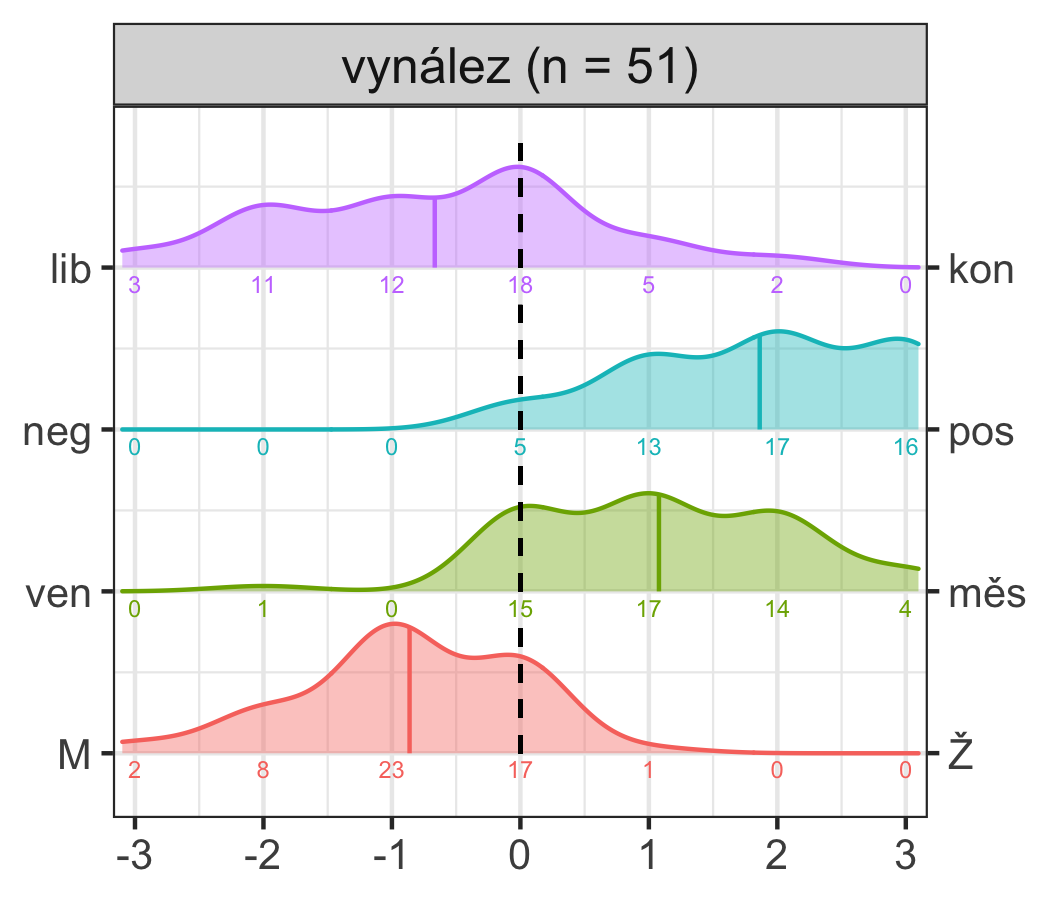 vynález (n = 51)
lib kon
3 11 12 18 5 2 0
neg pos
0 0 0 5 13 17 16
ven měs
0 1 0 15 17 14 4
M Ž
2 8 23 17 1 0 0
-3 -2 -1 0 1 2 3